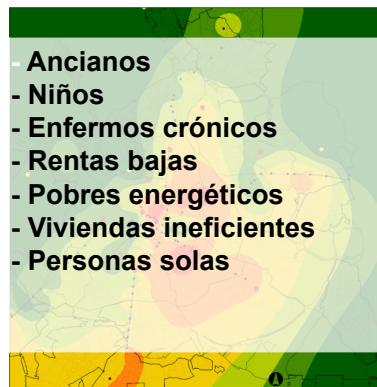 - Ancianos
- Niños
- Enfermos crónicos
- Rentas bajas
- Pobres energéticos
- Viviendas ineficientes
- Personas solas